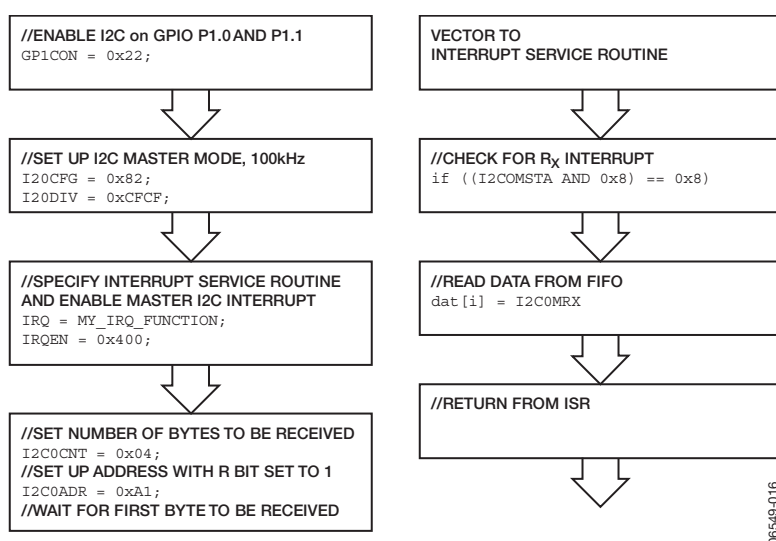 //ENABLE I2C on GPIO P1.0 AND P1.1
GP1CON = 0x22;
//SET UP I2C MASTER MODE, 100kHz
I20CFG = 0x82;
I20DIV = 0xCFCF;
//SPECIFY INTERRUPT SERVICE ROUTINE
AND ENABLE MASTER I2C INTERRUPT
IRQ = MY_IRQ_FUNCTION;
IRQEN = 0x400;
//SET NUMBER OF BYTES TO BE RECEIVED
I2C0CNT = 0x04;
//SET UP ADDRESS WITH R BIT SET TO 1
I2C0ADR = 0xA1;
//WAIT FOR FIRST BYTE TO BE RECEIVED
VECTOR TO
INTERRUPT SERVICE ROUTINE
//CHECK FOR RX INTERRUPT
if ((I2COMSTA AND 0x8) == 0x8)
//READ DATA FROM FIFO
dat[i] = I2C0MRX
//RETURN FROM ISR
06549-016